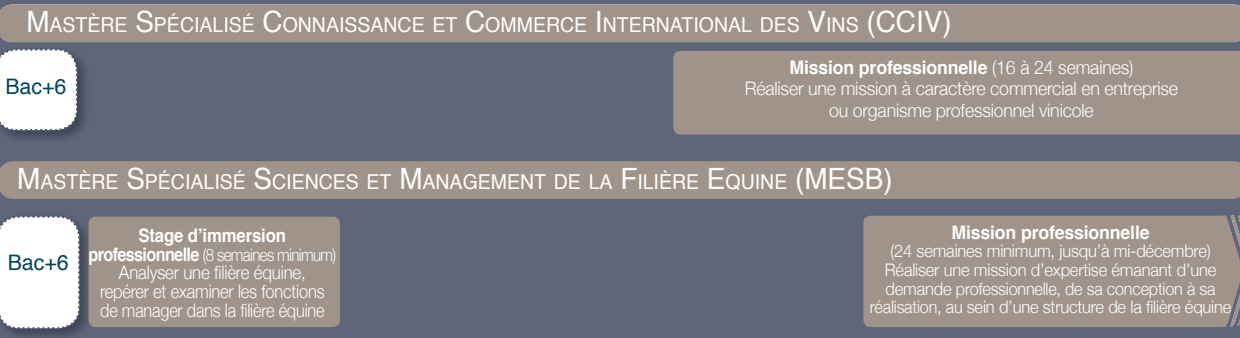 Mastère Spécialisé Connaissance et Commerce International des Vins (CCIV)
Bac+6
Mission professionnelle (16 à 24 semaines)
Réaliser une mission à caractère commercial en entreprise
ou organisme professionnel vinicole
Mastère Spécialisé Sciences et Management de la Filière Equine (MESB)
Bac+6
Stage d'immersion
professionnelle (8 semaines minimum)
Analyser une filière équine,
repérer et examiner les fonctions
de manager dans la filière équine
Mission professionnelle
(24 semaines minimum, jusqu'à mi-décembre)
Réaliser une mission d'expertise émanant d'une
demande professionnelle, de sa conception à sa
réalisation, au sein d'une structure de la filière équine